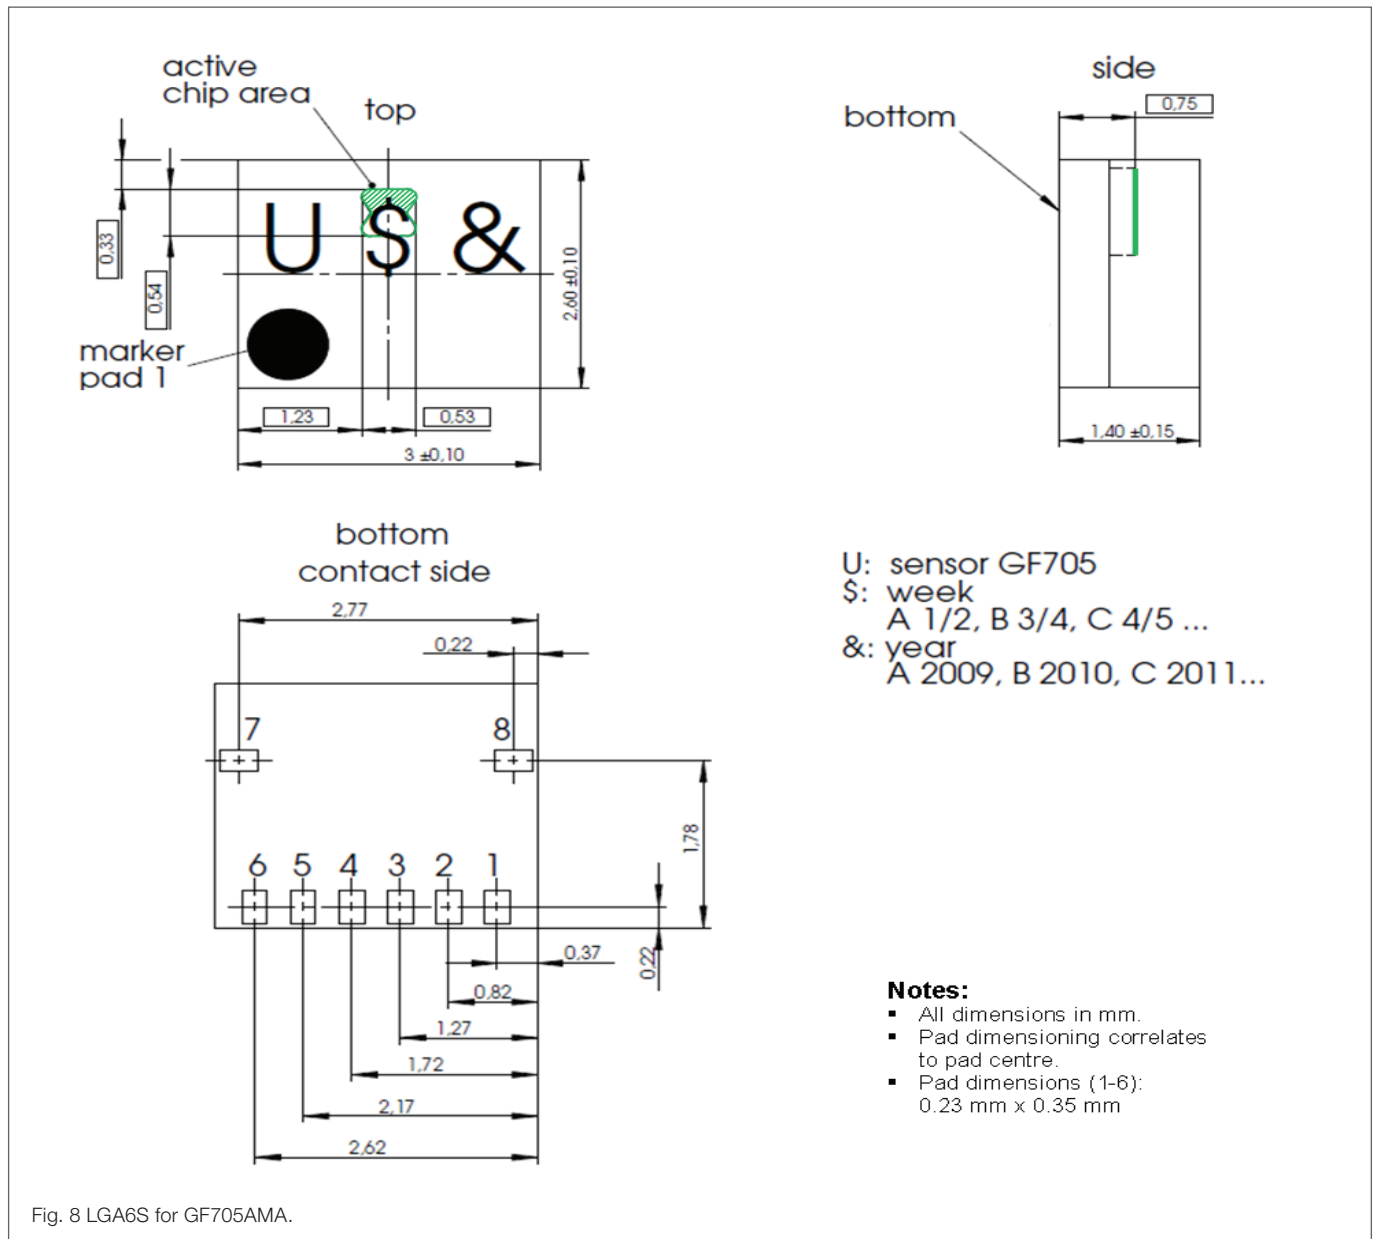 active
chip area
top
0,33
0,54
U $ &
2,60 ±0,10
marker
pad 1
1,23
0,53
3 ±0,10
side
bottom
0,75
1,40 ±0,15
bottom
contact side
2,77
0,22
7
8
1,78
6 5 4 3 2 1
0,22
0,37
0,82
1,27
1,72
2,17
2,62
U: sensor GF705
$: week
A 1/2, B 3/4, C 4/5 ...
&: year
A 2009, B 2010, C 2011...
Notes:
▪ All dimensions in mm.
▪ Pad dimensioning correlates
to pad centre.
▪ Pad dimensions (1-6):
0.23 mm x 0.35 mm
Fig. 8 LGA6S for GF705AMA.